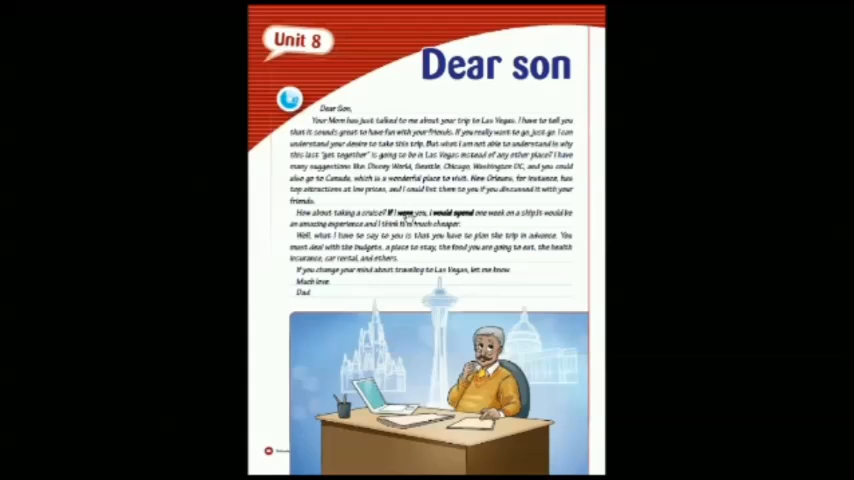 Unit 8
Dear son
Dear Son,
Your Mom has just talked to me about your trip to Las Vegas. I have to tell you
that it sounds great to have fun with your friends. If you really want to go, just go. I can
understand your desire to take this trip. But what I am not able to understand is why
this last "get together" is going to be in Las Vegas instead of any other place? I have
many suggestions like: Disney World, Seattle, Chicago, Washington DC, and you could
also go to Canada, which is a wonderful place to visit. New Orleans, for instance, has
top attractions at low prices, and I could list them to you if you discussed it with your
friends.
How about taking a cruise? If I were you, I would spend one week on a ship. It would be
an amazing experience and I think it's much cheaper.
Well, what I have to say to you is that you have to plan the trip in advance. You
must deal with the budgets, a place to stay, the food you are going to eat, the health
insurance, car rental, and others.
If you change your mind about traveling to Las Vegas, let me know.
Much love
Dad